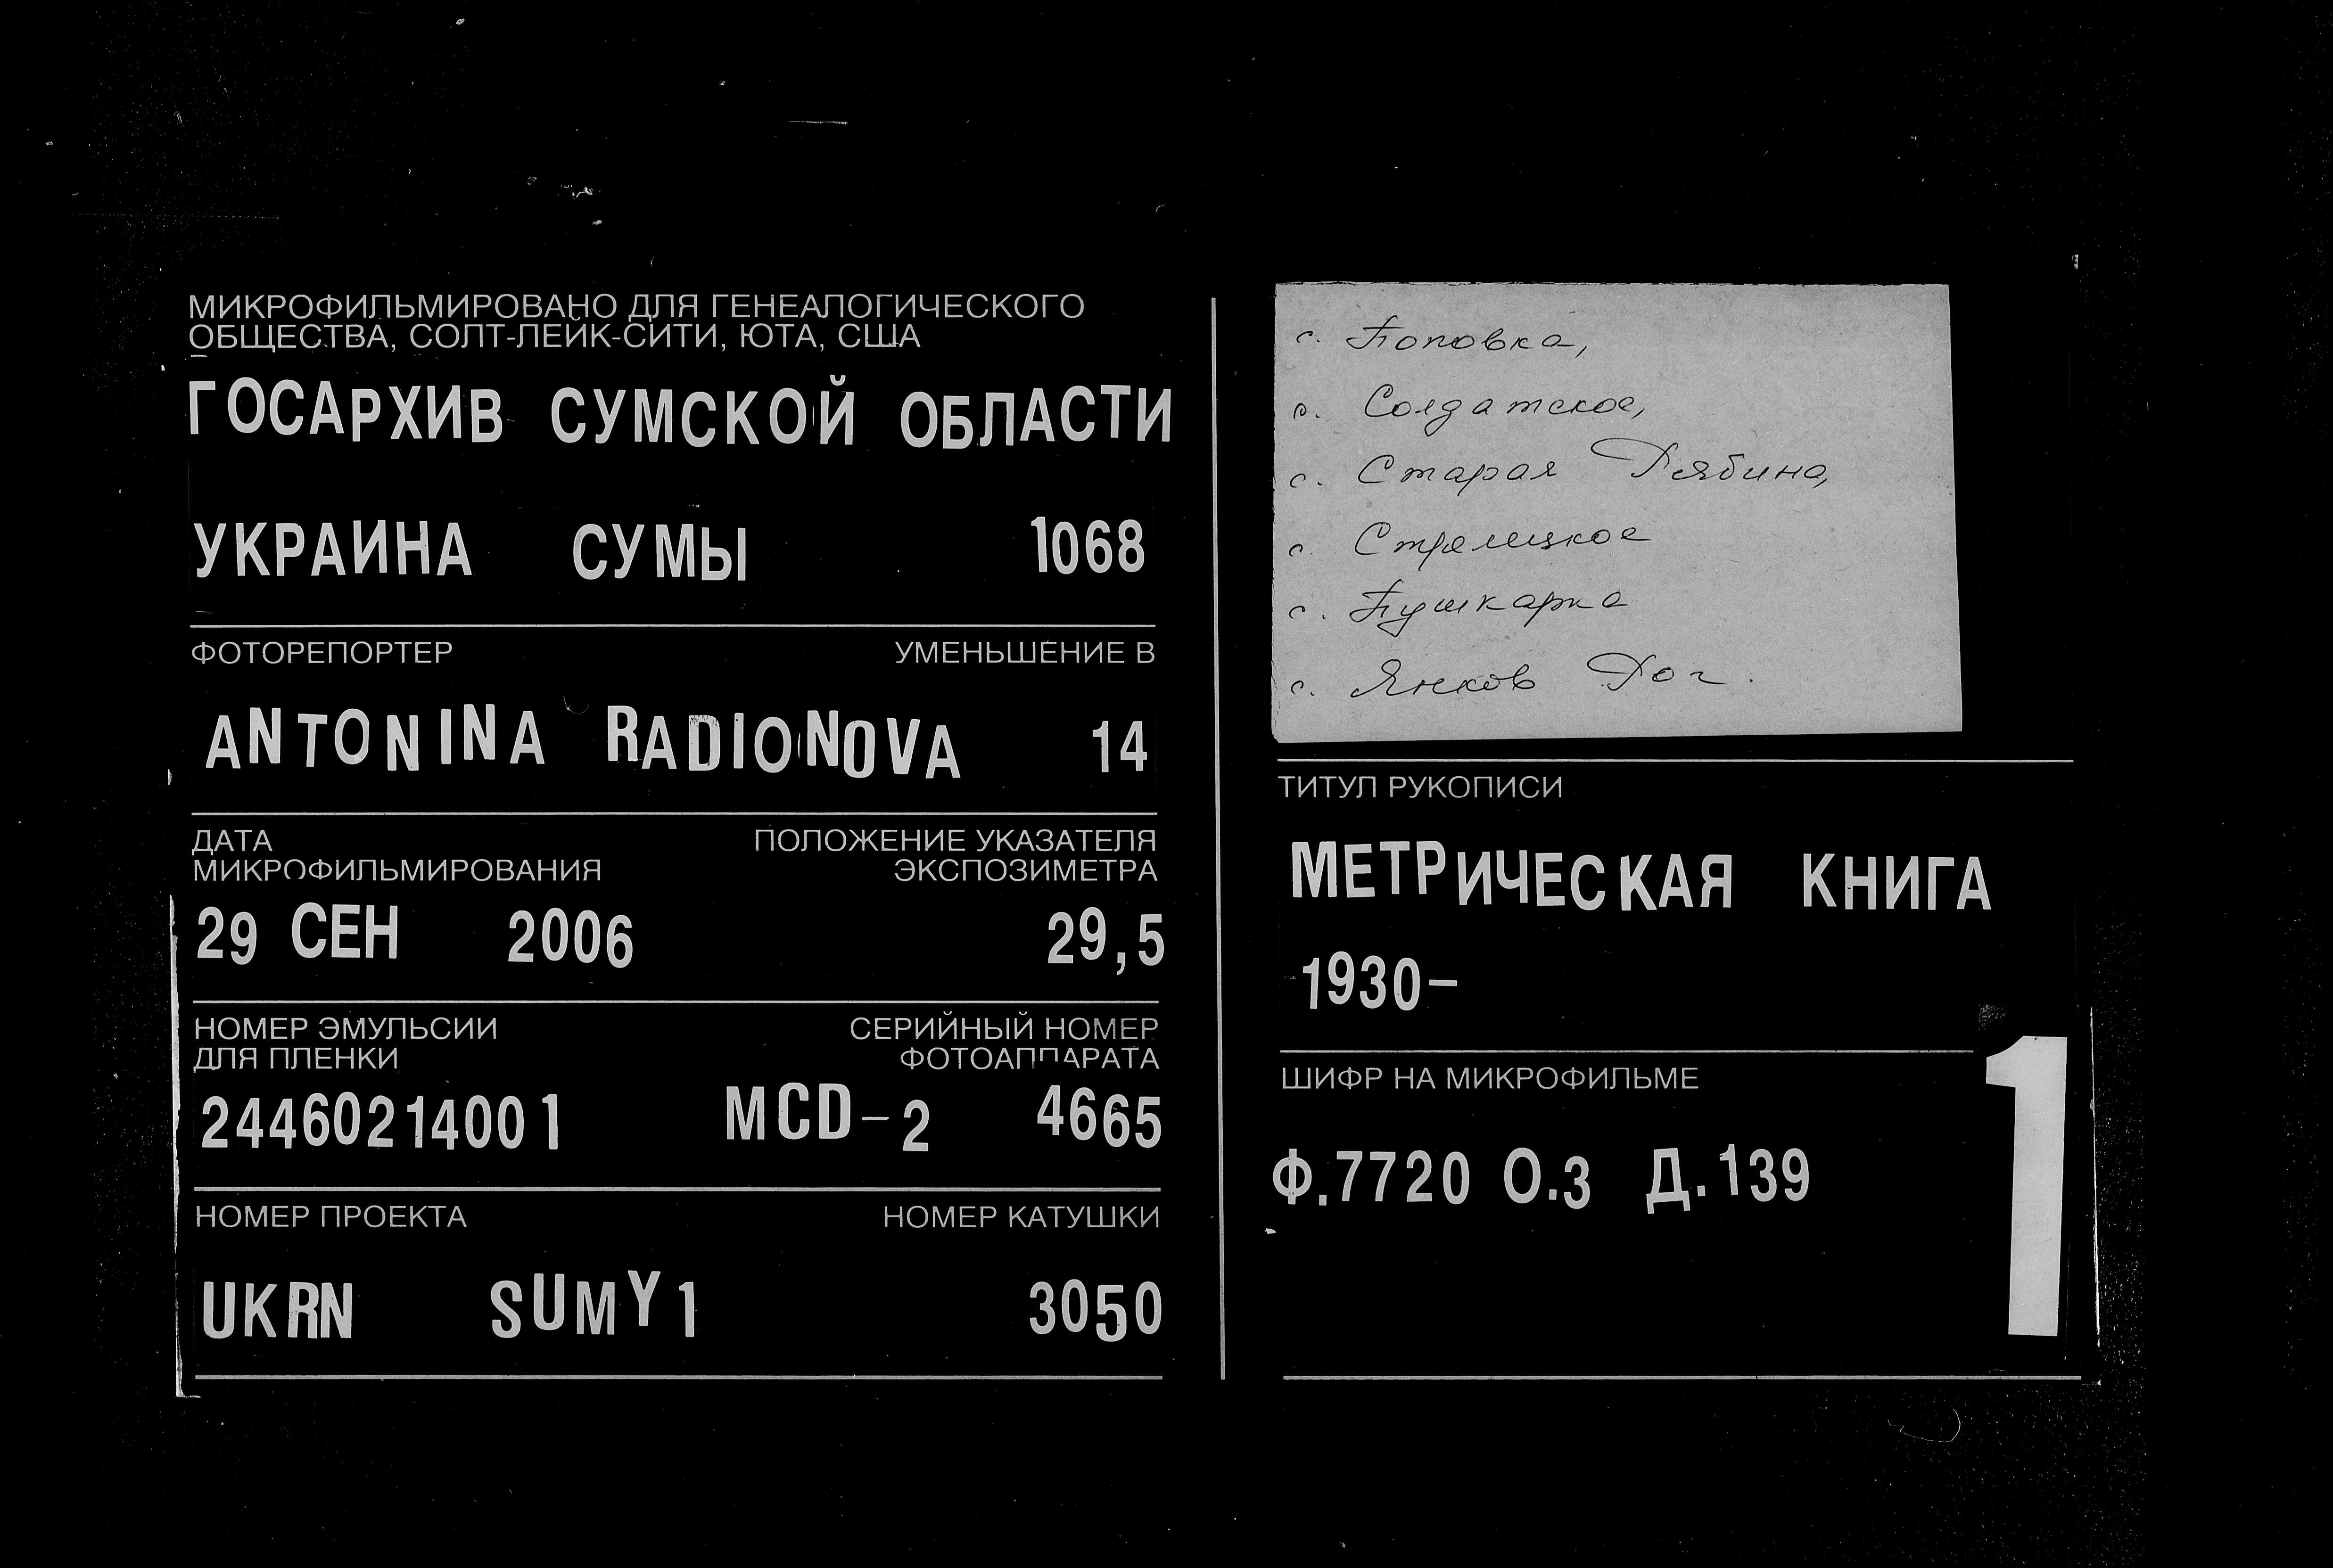 МИКРОФИЛЬМИРОВАНО ДЛЯ ГЕНЕАЛОГИЧЕСКОГО
ОБЩЕСТВА, СОЛТ-ЛЕЙК-СИТИ, ЮТА, США
ГОСАРХИВ СУМСКОЙ ОБЛАСТИ
УКРАИНА СУМЫ 1068
ФОТОРЕПОРТЕР УМЕНЬШЕНИЕ В
ANTONINA RADIONOVA 14
ДАТА ПОЛОЖЕНИЕ УКАЗАТЕЛЯ
МИКРОФИЛЬМИРОВАНИЯ ЭКСПОЗИМЕТРА
29 СЕН 2006 29,5
НОМЕР ЭМУЛЬСИИ СЕРИЙНЫЙ НОМЕР
ДЛЯ ПЛЕНКИ ФОТОАППАРАТА
24460214001 MCD-2 4665
НОМЕР ПРОЕКТА НОМЕР КАТУШКИ
UKRN SUMY1 3050
с. Поповка,
с. Солдатское,
с. Старая Рябина,
с. Стрелецкое
с. Пушкарка
с. Янков Рог.
ТИТУЛ РУКОПИСИ
МЕТРИЧЕСКАЯ КНИГА
1930-
ШИФР НА МИКРОФИЛЬМЕ
Ф.7720 О.3 Д.139
1